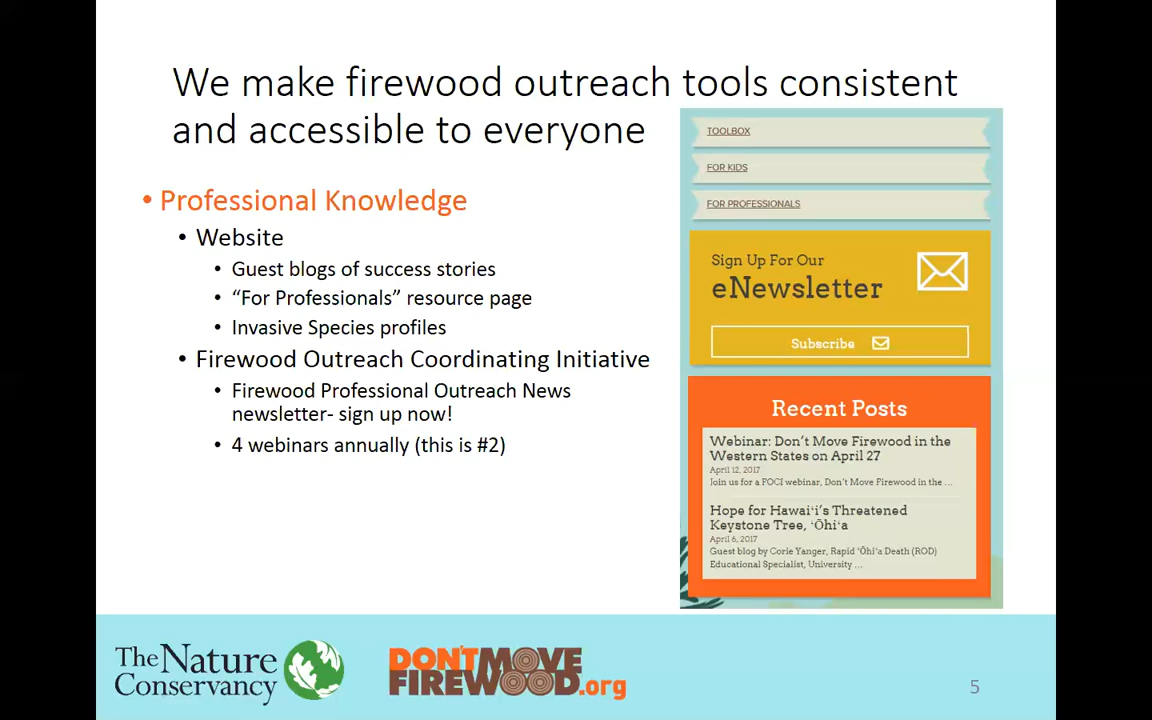 We make firewood outreach tools consistent
and accessible to everyone
• Professional Knowledge
• Website
• Guest blogs of success stories
• “For Professionals” resource page
• Invasive Species profiles
• Firewood Outreach Coordinating Initiative
• Firewood Professional Outreach News
newsletter- sign up now!
• 4 webinars annually (this is #2)
TOOLBOX
FOR KIDS
FOR PROFESSIONALS
Sign Up For Our
eNewsletter
Subscribe
Recent Posts
Webinar: Don’t Move Firewood in the
Western States on April 27
April 12, 2017
Join us for a FOCI webinar, Don’t Move Firewood in the ...
Hope for Hawaiʻi’s Threatened
Keystone Tree, ʻŌhiʻa
April 6, 2017
Guest blog by Corie Yanger, Rapid ʻŌhiʻa Death (ROD)
Educational Specialist, University ...
The Nature
Conservancy
DON'T MOVE
FIREWOOD.org
5